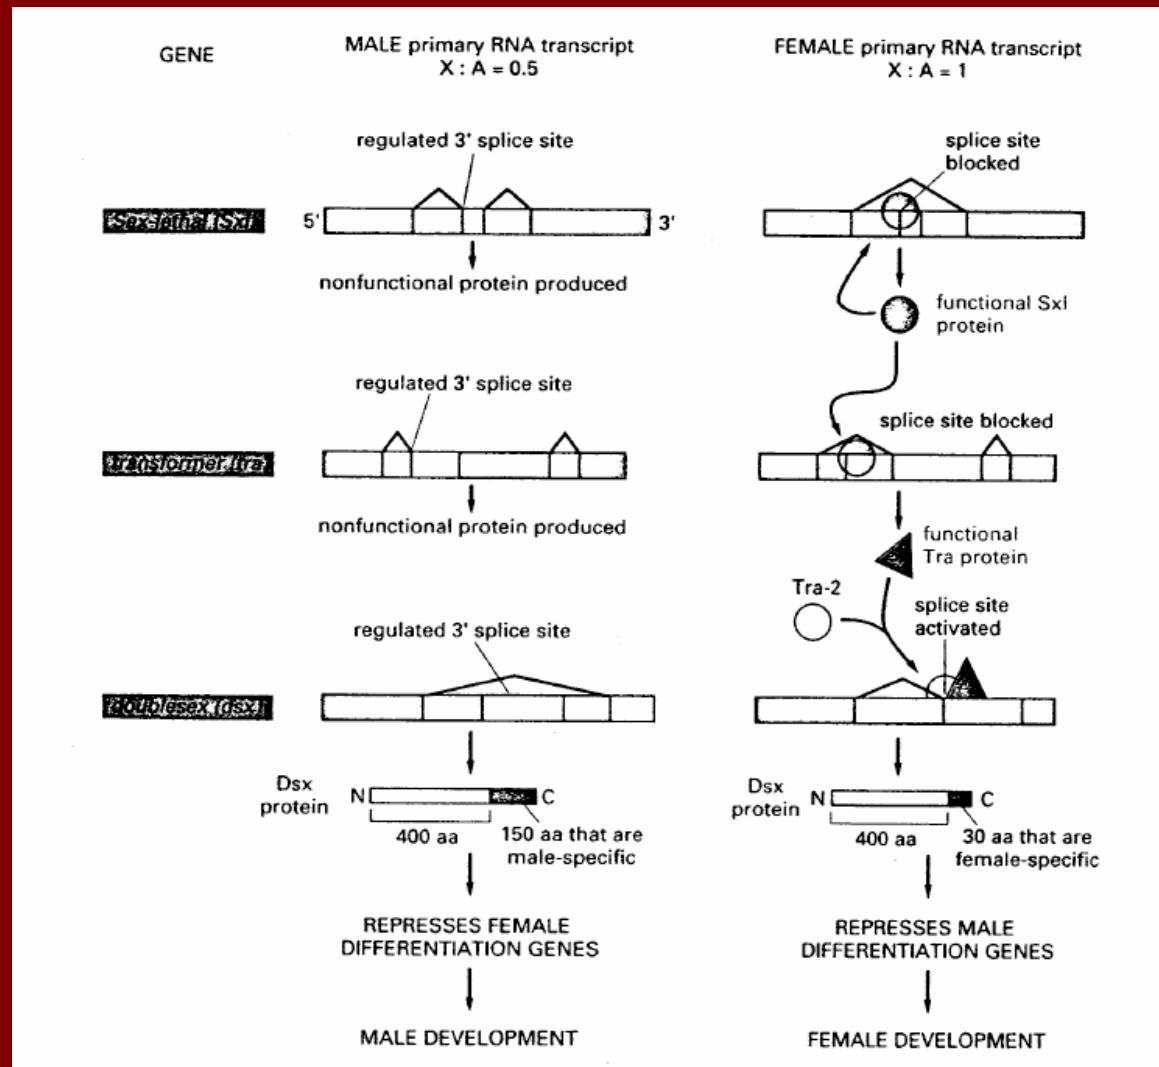 GENE
MALE primary RNA transcript
X : A = 0.5
FEMALE primary RNA transcript
X : A = 1
regulated 3' splice site
splice site
blocked
Sex-lethal (Sxl)
5'
3'
nonfunctional protein produced
functional Sxl
protein
regulated 3' splice site
splice site blocked
transformer (tra)
nonfunctional protein produced
functional
Tra protein
Tra-2
splice site
activated
regulated 3' splice site
doublesex (dsx)
Dsx
protein
N
C
400 aa
150 aa that are
male-specific
Dsx
protein
N
C
400 aa
30 aa that are
female-specific
REPRESSES FEMALE
DIFFERENTIATION GENES
REPRESSES MALE
DIFFERENTIATION GENES
MALE DEVELOPMENT
FEMALE DEVELOPMENT